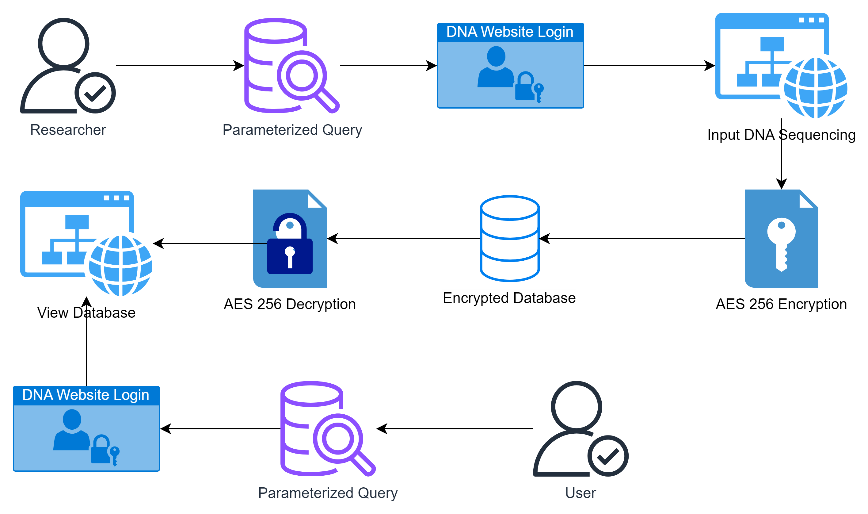 DNA Website Login
Researcher
Parameterized Query
Input DNA Sequencing
View Database
AES 256 Decryption
Encrypted Database
AES 256 Encryption
DNA Website Login
Parameterized Query
User